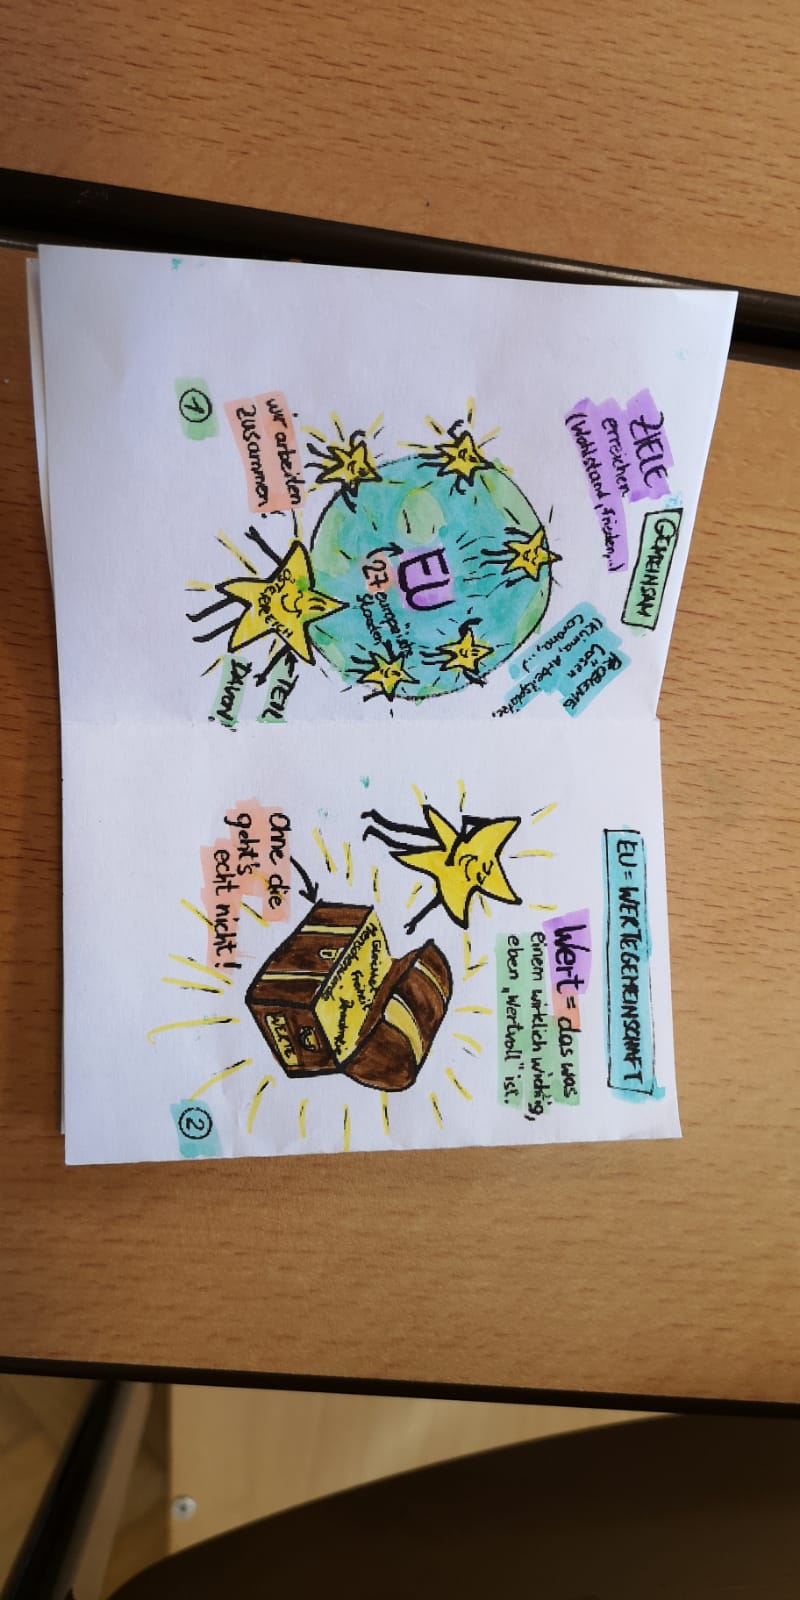 GEMEINSAM
ZIELE
erreichen
(Wohlstand, Frieden,...)
PROBLEME
lösen
(Klima, Arbeitsplätze,
Corona,...)
EU
27 europäische
Staaten
ÖSTERREICH
wir arbeiten
zusammen!
TEIL
DAVON!
1
EU = WERTEGEMEINSCHAFT
Wert = das was
einem wirklich wichtig,
eben „Wertvoll" ist.
Gleichheit Freiheit Demokratie
Menschenwürde
WERTE
Ohne die
geht's
echt nicht!
2